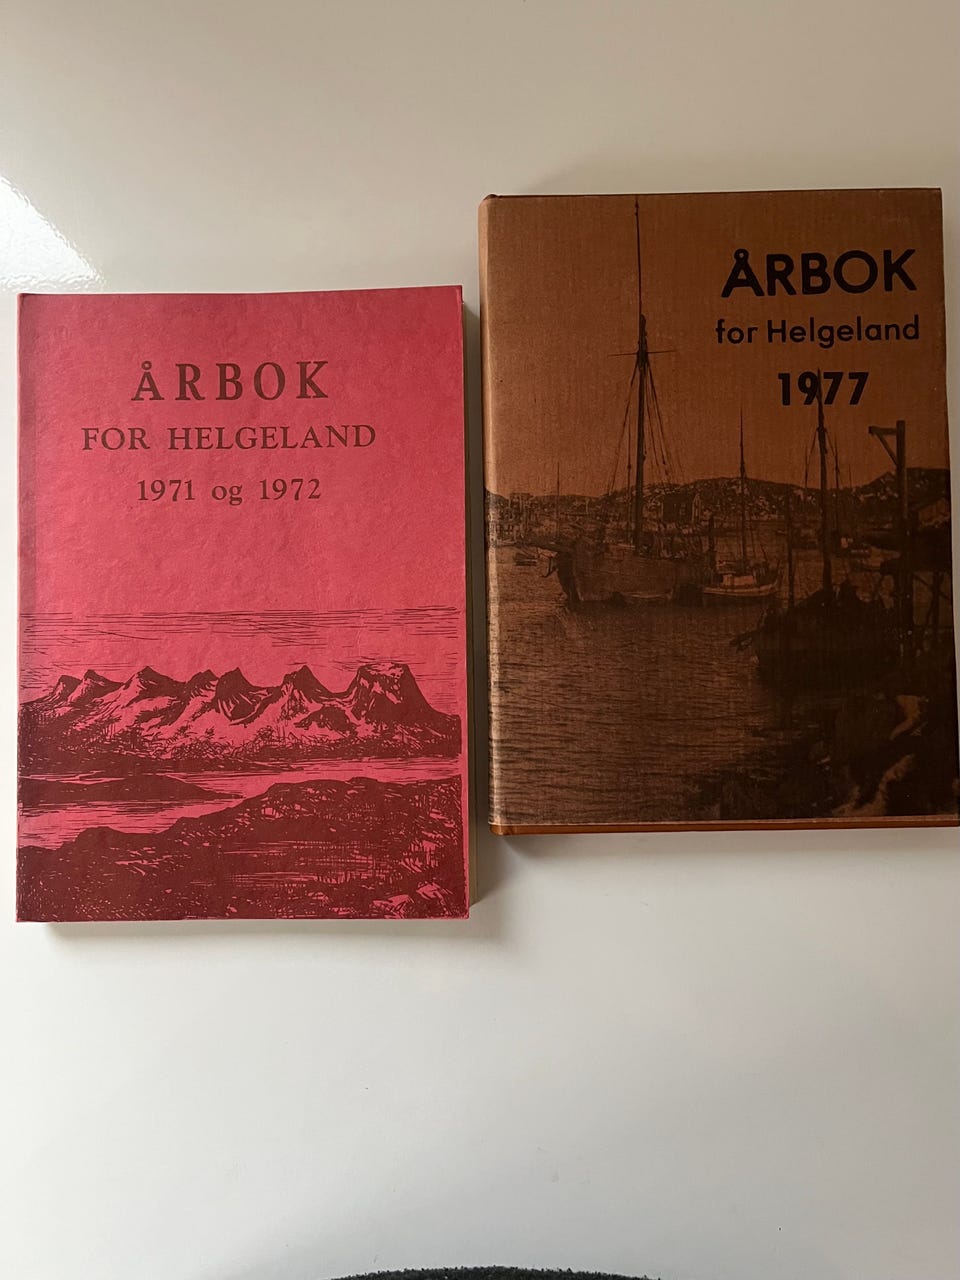 ÅRBOK
FOR HELGELAND
1971 og 1972
ÅRBOK
for Helgeland
1977